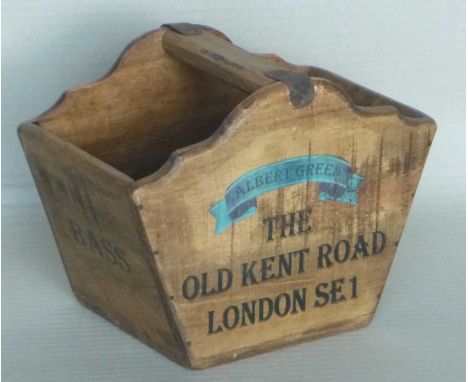 ALBERT GREEN
THE
OLD KENT ROAD
LONDON SE1
BASS